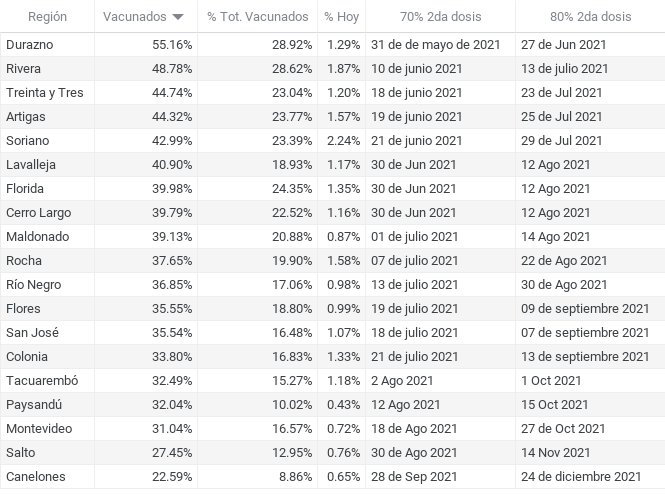 Región Vacunados % Tot. Vacunados % Hoy 70% 2da dosis 80% 2da dosis
Durazno 55.16% 28.92% 1.29% 31 de de mayo de 2021 27 de Jun 2021
Rivera 48.78% 28.62% 1.87% 10 de junio 2021 13 de julio 2021
Treinta y Tres 44.74% 23.04% 1.20% 18 de junio 2021 23 de Jul 2021
Artigas 44.32% 23.77% 1.57% 19 de junio 2021 25 de Jul 2021
Soriano 42.99% 23.39% 2.24% 21 de junio 2021 29 de Jul 2021
Lavalleja 40.90% 18.93% 1.17% 30 de Jun 2021 12 Ago 2021
Florida 39.98% 24.35% 1.35% 30 de Jun 2021 12 Ago 2021
Cerro Largo 39.79% 22.52% 1.16% 30 de Jun 2021 12 Ago 2021
Maldonado 39.13% 20.88% 0.87% 01 de julio 2021 14 Ago 2021
Rocha 37.65% 19.90% 1.58% 07 de julio 2021 22 de Ago 2021
Río Negro 36.85% 17.06% 0.98% 13 de julio 2021 30 de Ago 2021
Flores 35.55% 18.80% 0.99% 19 de julio 2021 09 de septiembre 2021
San José 35.54% 16.48% 1.07% 18 de julio 2021 07 de septiembre 2021
Colonia 33.80% 16.83% 1.33% 21 de julio 2021 13 de septiembre 2021
Tacuarembó 32.49% 15.27% 1.18% 2 Ago 2021 1 Oct 2021
Paysandú 32.04% 10.02% 0.43% 12 Ago 2021 15 Oct 2021
Montevideo 31.04% 16.57% 0.72% 18 de Ago 2021 27 de Oct 2021
Salto 27.45% 12.95% 0.76% 30 de Ago 2021 14 Nov 2021
Canelones 22.59% 8.86% 0.65% 28 de Sep 2021 24 de diciembre 2021